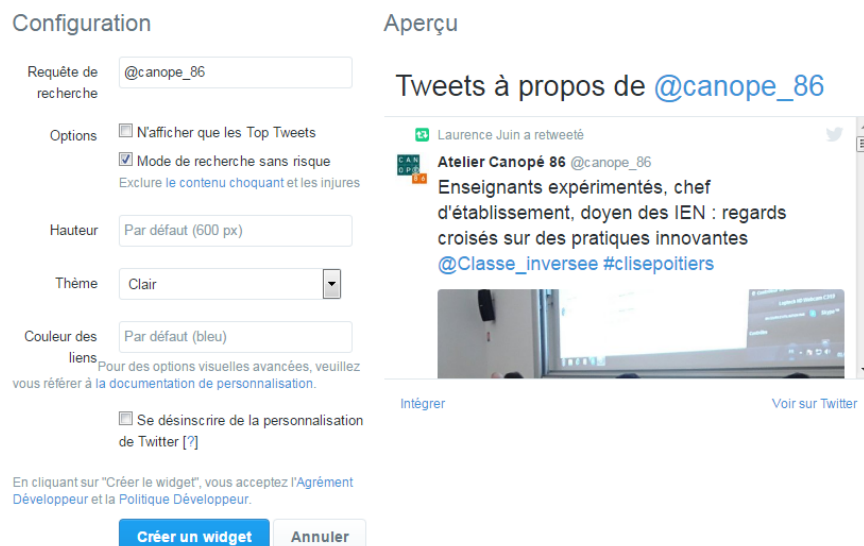 Configuration
Requête de
recherche
@canope_86
Options
N'afficher que les Top Tweets
Mode de recherche sans risque
Exclure le contenu choquant et les injures
Hauteur
Par défaut (600 px)
Thème
Clair
Couleur des
liens
Par défaut (bleu)
Pour des options visuelles avancées, veuillez
vous référer à la documentation de personnalisation.
Se désinscrire de la personnalisation
de Twitter [?]
En cliquant sur "Créer le widget", vous acceptez l'Agrément
Développeur et la Politique Développeur.
Créer un widget
Annuler
Aperçu
Tweets à propos de @canope_86
Laurence Juin a retweeté
CAN
OPÉ
86
Atelier Canopé 86 @canope_86
Enseignants expérimentés, chef
d'établissement, doyen des IEN : regards
croisés sur des pratiques innovantes
@Classe_inversee #clisepoitiers
Intégrer
Voir sur Twitter